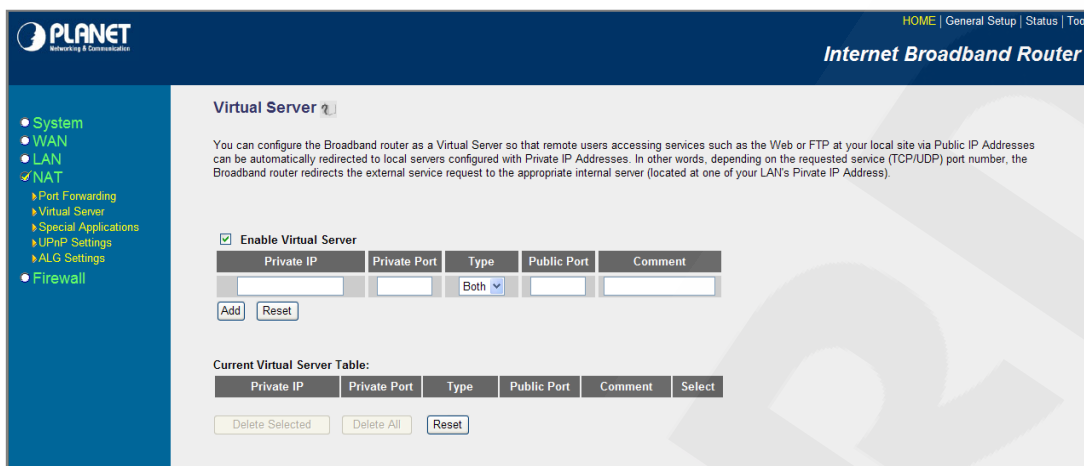 PLANET
Networking & Communication
HOME | General Setup | Status | Too
Internet Broadband Router
System
WAN
LAN
NAT
Port Forwarding
Virtual Server
Special Applications
UPnP Settings
ALG Settings
Firewall
Virtual Server
You can configure the Broadband router as a Virtual Server so that remote users accessing services such as the Web or FTP at your local site via Public IP Addresses
can be automatically redirected to local servers configured with Private IP Addresses. In other words, depending on the requested service (TCP/UDP) port number, the
Broadband router redirects the external service request to the appropriate internal server (located at one of your LAN's Private IP Address).
Enable Virtual Server
Private IP Private Port Type Public Port Comment
Both
Add Reset
Current Virtual Server Table:
Private IP Private Port Type Public Port Comment Select
Delete Selected Delete All Reset